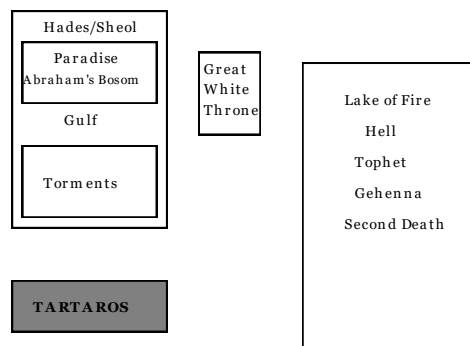 Hades/Sheol
Paradise
Abraham's Bosom
Gulf
Torments
TARTAROS
Great
White
Throne
Lake of Fire
Hell
Tophet
Gehenna
Second Death